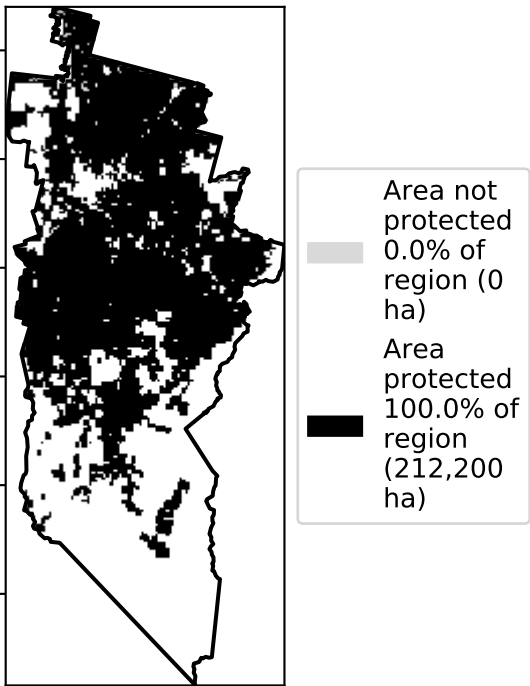 Area not
protected
0.0% of
region (0
ha)
Area
protected
100.0% of
region
(212,200
ha)